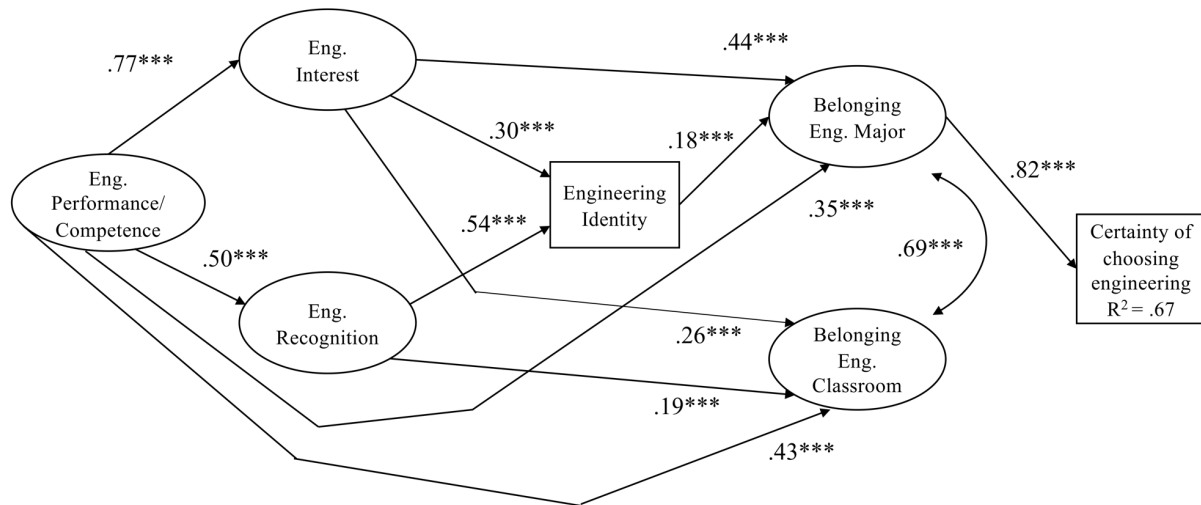 .77***
Eng.
Interest
.44***
.30***
Belonging
Eng. Major
.18***
.82***
Eng.
Performance/
Competence
Engineering
Identity
.54***
.35***
.50***
.69***
Certainty of
choosing
engineering
R² = .67
Eng.
Recognition
.26***
Belonging
Eng.
Classroom
.19***
.43***